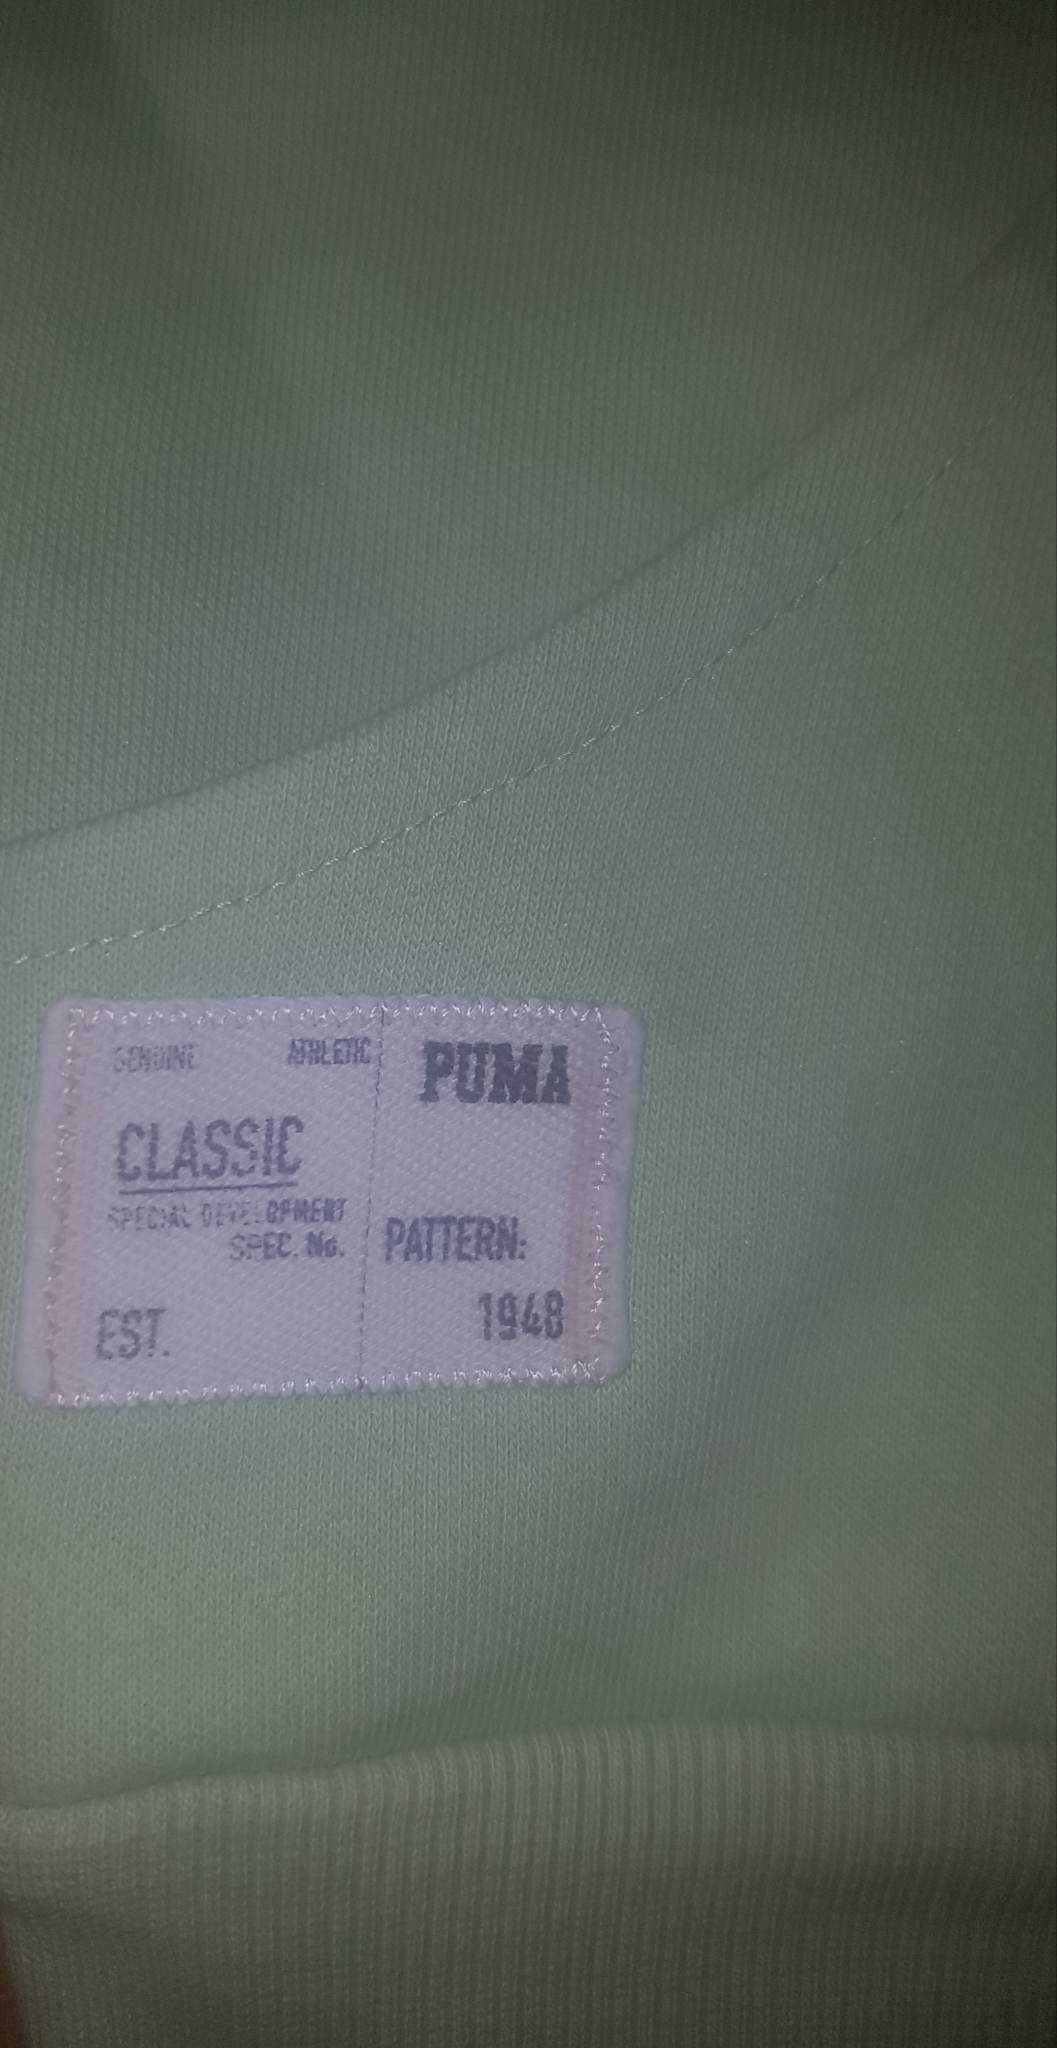 GENUINE ATHLETIC
CLASSIC
SPECIAL DEVELOPMENT
SPEC. No.
EST.
PUMA
PATTERN:
1948